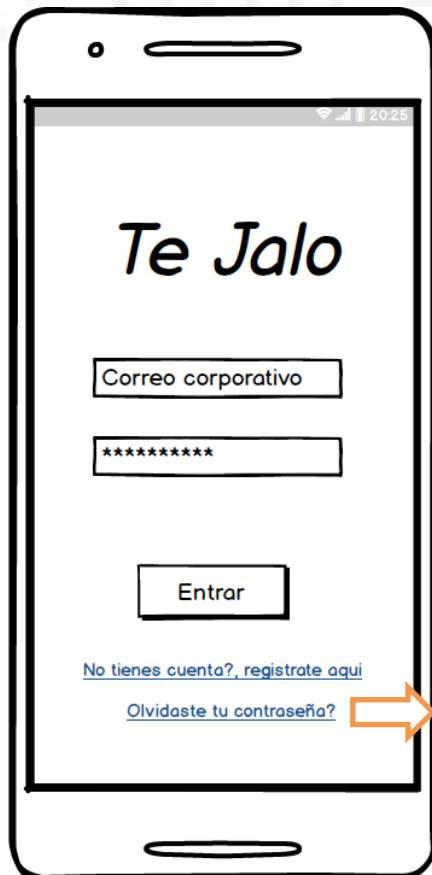 20:25
Te Jalo
Correo corporativo
**********
Entrar
No tienes cuenta?, registrate aqui
Olvidaste tu contraseña?